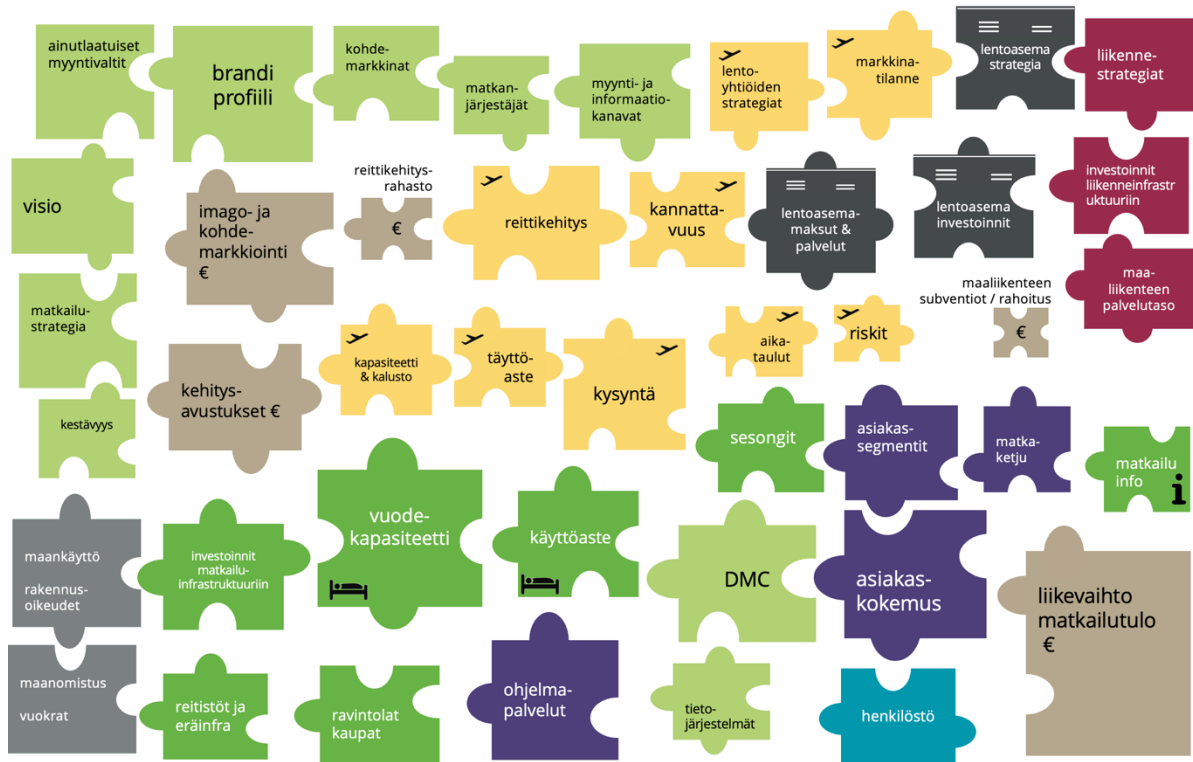 ainutlaatuiset
myyntivaltit
brandi
profiili
kohde-
markkinat
matkan-
järjestäjät
myynti- ja
informaatio-
kanavat
lento-
yhtiöiden
strategiat
markkina-
tilanne
lentoasema
strategia
liikenne-
strategiat
visio
imago- ja
kohde-
markkiointi
€
reittikehitys-
rahasto
€
reittikehitys
kannatta-
vuus
lentoasema-
maksut &
palvelut
lentoasema
investoinnit
investoinnit
liikenneinfrastr
uktuuriin
matkailu-
strategia
kehitys-
avustukset €
kapasiteetti
& kalusto
täyttö-
aste
kysyntä
aika-
taulut
riskit
maaliikenteen
subventiot / rahoitus
€
maa-
liikenteen
palvelutaso
kestävyys
sesongit
asiakas-
segmentit
matka-
ketju
matkailu
info
i
maankäyttö
rakennus-
oikeudet
investoinnit
matkailu-
infrastruktuuriin
vuode-
kapasiteetti
käyttöaste
DMC
asiakas-
kokemus
liikevaihto
matkailutulo
€
maanomistus
vuokrat
reitistöt ja
eräinfra
ravintolat
kaupat
ohjelma-
palvelut
tieto-
järjestelmät
henkilöstö